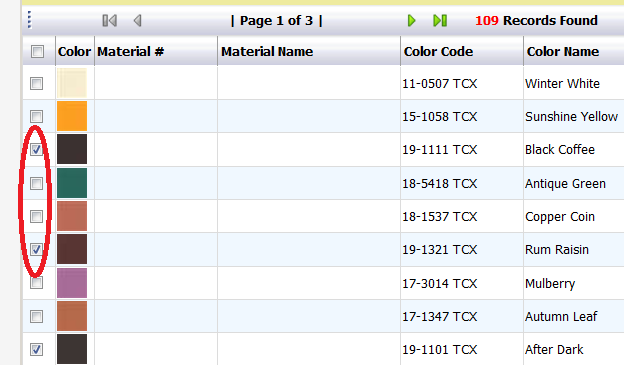 | Page 1 of 3 | 109 Records Found
Color Material # Material Name Color Code Color Name
11-0507 TCX Winter White
15-1058 TCX Sunshine Yellow
19-1111 TCX Black Coffee
18-5418 TCX Antique Green
18-1537 TCX Copper Coin
19-1321 TCX Rum Raisin
17-3014 TCX Mulberry
17-1347 TCX Autumn Leaf
19-1101 TCX After Dark